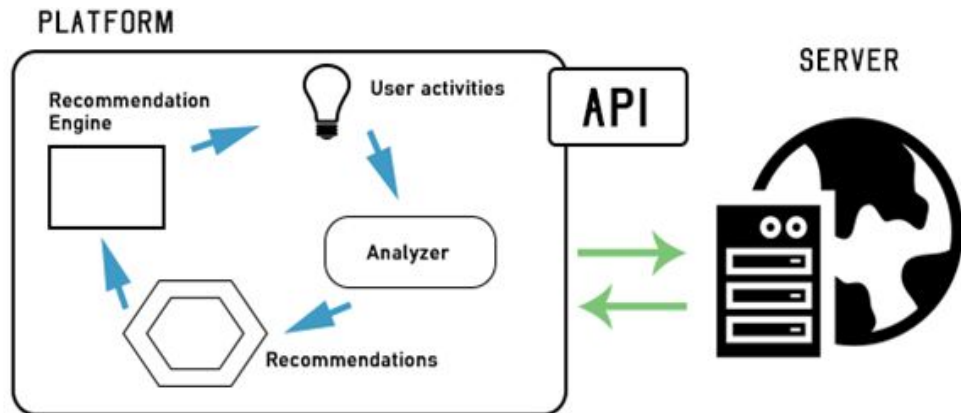 PLATFORM
SERVER
API
User activities
Recommendation
Engine
Analyzer
Recommendations